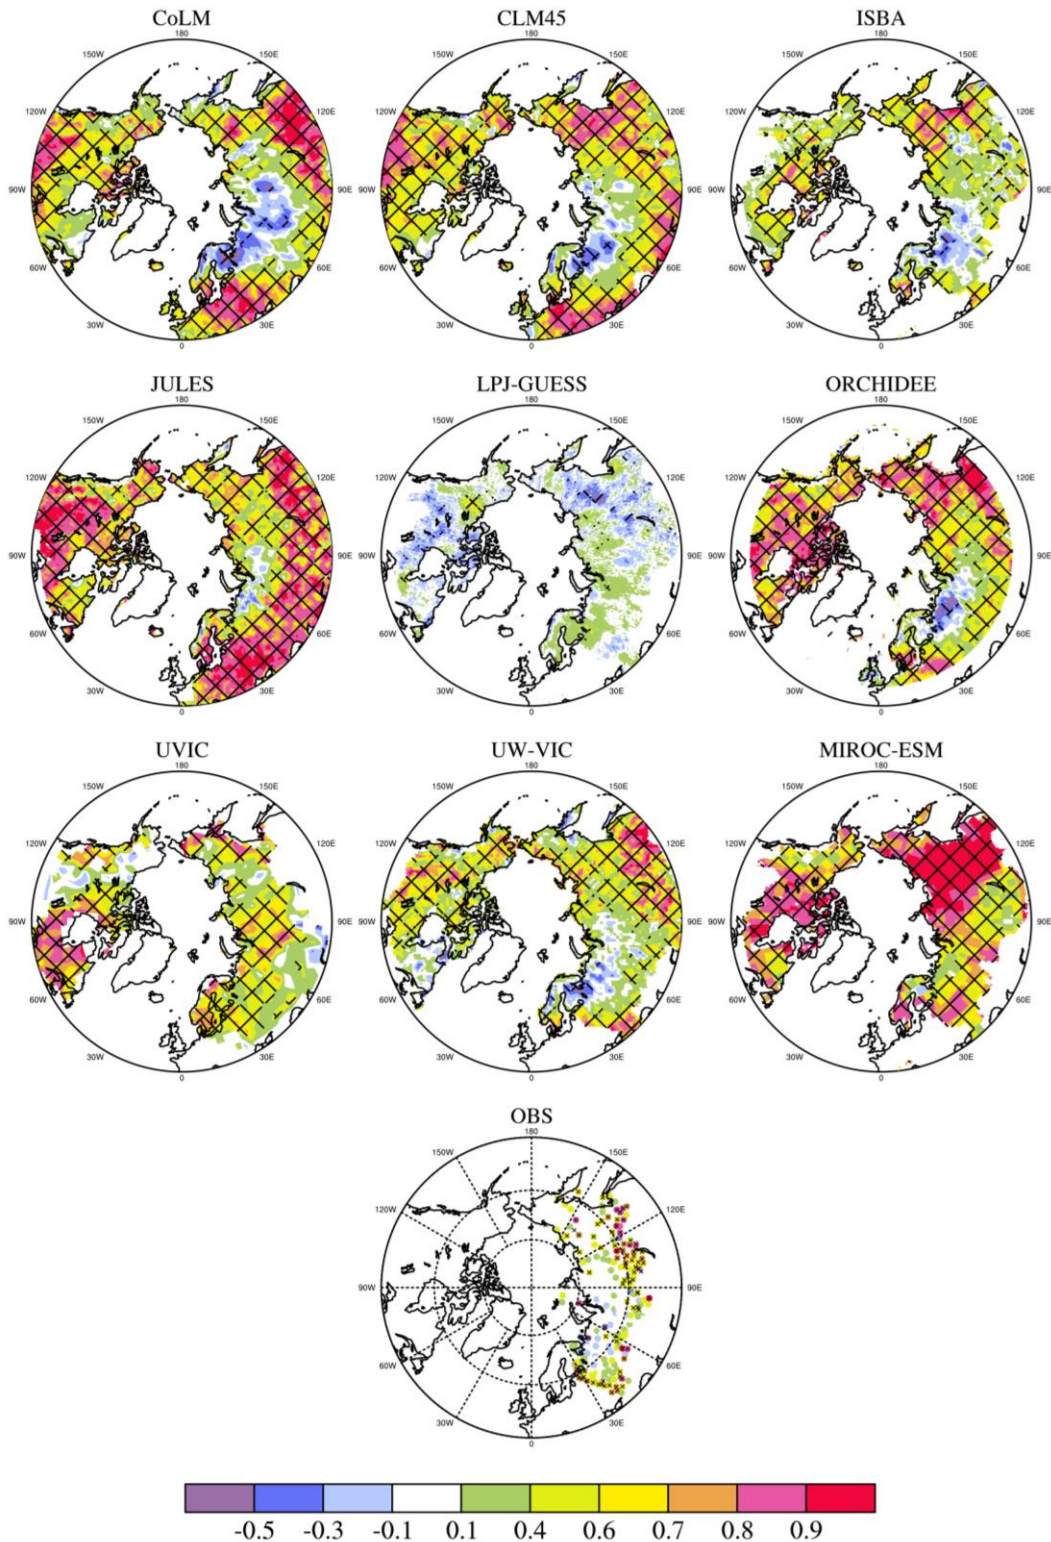 CoLM CLM45 ISBA
180 180 180
150W 150E 150W 150E 150W 150E
120W 120E 120W 120E 120W 120E
90W 90E 90W 90E 90W 90E
60W 60E 60W 60E 60W 60E
30W 30E 30W 30E 30W 30E
0 0 0
JULES LPJ-GUESS ORCHIDEE
180 180 180
150W 150E 150W 150E 150W 150E
120W 120E 120W 120E 120W 120E
90W 90E 90W 90E 90W 90E
60W 60E 60W 60E 60W 60E
30W 30E 30W 30E 30W 30E
0 0 0
UVIC UW-VIC MIROC-ESM
180 180 180
150W 150E 150W 150E 150W 150E
120W 120E 120W 120E 120W 120E
90W 90E 90W 90E 90W 90E
60W 60E 60W 60E 60W 60E
30W 30E 30W 30E 30W 30E
0 0 0
OBS
180
150W 150E
120W 120E
90W 90E
60W 60E
30W 30E
0
-0.5 -0.3 -0.1 0.1 0.4 0.6 0.7 0.8 0.9